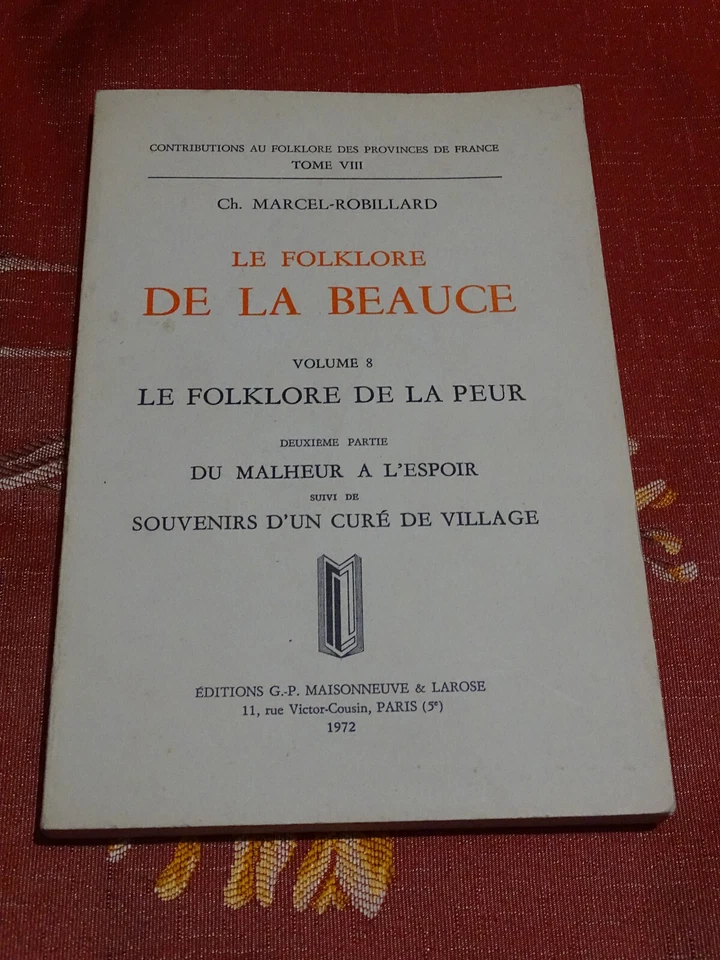 CONTRIBUTIONS AU FOLKLORE DES PROVINCES DE FRANCE
TOME VIII
Ch. MARCEL-ROBILLARD
LE FOLKLORE
DE LA BEAUCE
VOLUME 8
LE FOLKLORE DE LA PEUR
DEUXIÈME PARTIE
DU MALHEUR A L'ESPOIR
SUIVI DE
SOUVENIRS D'UN CURÉ DE VILLAGE
ÉDITIONS G.-P. MAISONNEUVE & LAROSE
11, rue Victor-Cousin, PARIS (5e)
1972